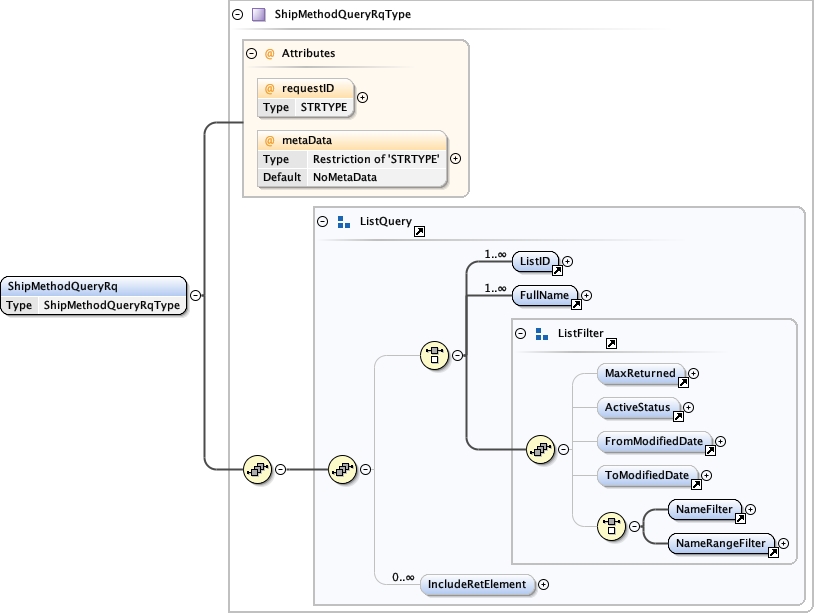 ShipMethodQueryRqType
@ Attributes
@ requestID
Type STRTYPE
@ metaData
Type Restriction of 'STRTYPE'
Default NoMetaData
ShipMethodQueryRq
Type ShipMethodQueryRqType
ListQuery
1..∞ ListID
1..∞ FullName
ListFilter
MaxReturned
ActiveStatus
FromModifiedDate
ToModifiedDate
NameFilter
NameRangeFilter
0..∞ IncludeRetElement